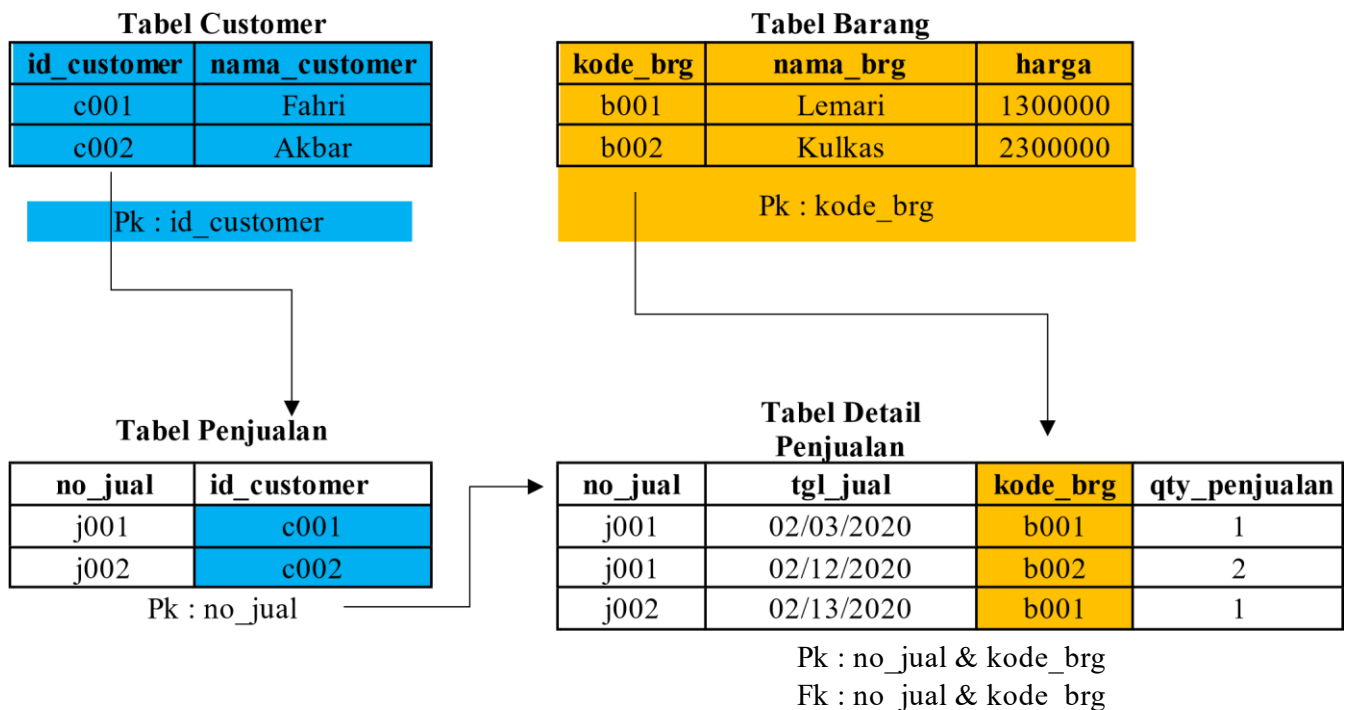 Tabel Customer
id_customer nama_customer
c001 Fahri
c002 Akbar
Pk : id_customer
Tabel Barang
kode_brg nama_brg harga
b001 Lemari 1300000
b002 Kulkas 2300000
Pk : kode_brg
Tabel Penjualan
no_jual id_customer
j001 c001
j002 c002
Pk : no_jual
Tabel Detail
Penjualan
no_jual tgl_jual kode_brg qty_penjualan
j001 02/03/2020 b001 1
j001 02/12/2020 b002 2
j002 02/13/2020 b001 1
Pk : no_jual & kode_brg
Fk : no_jual & kode_brg